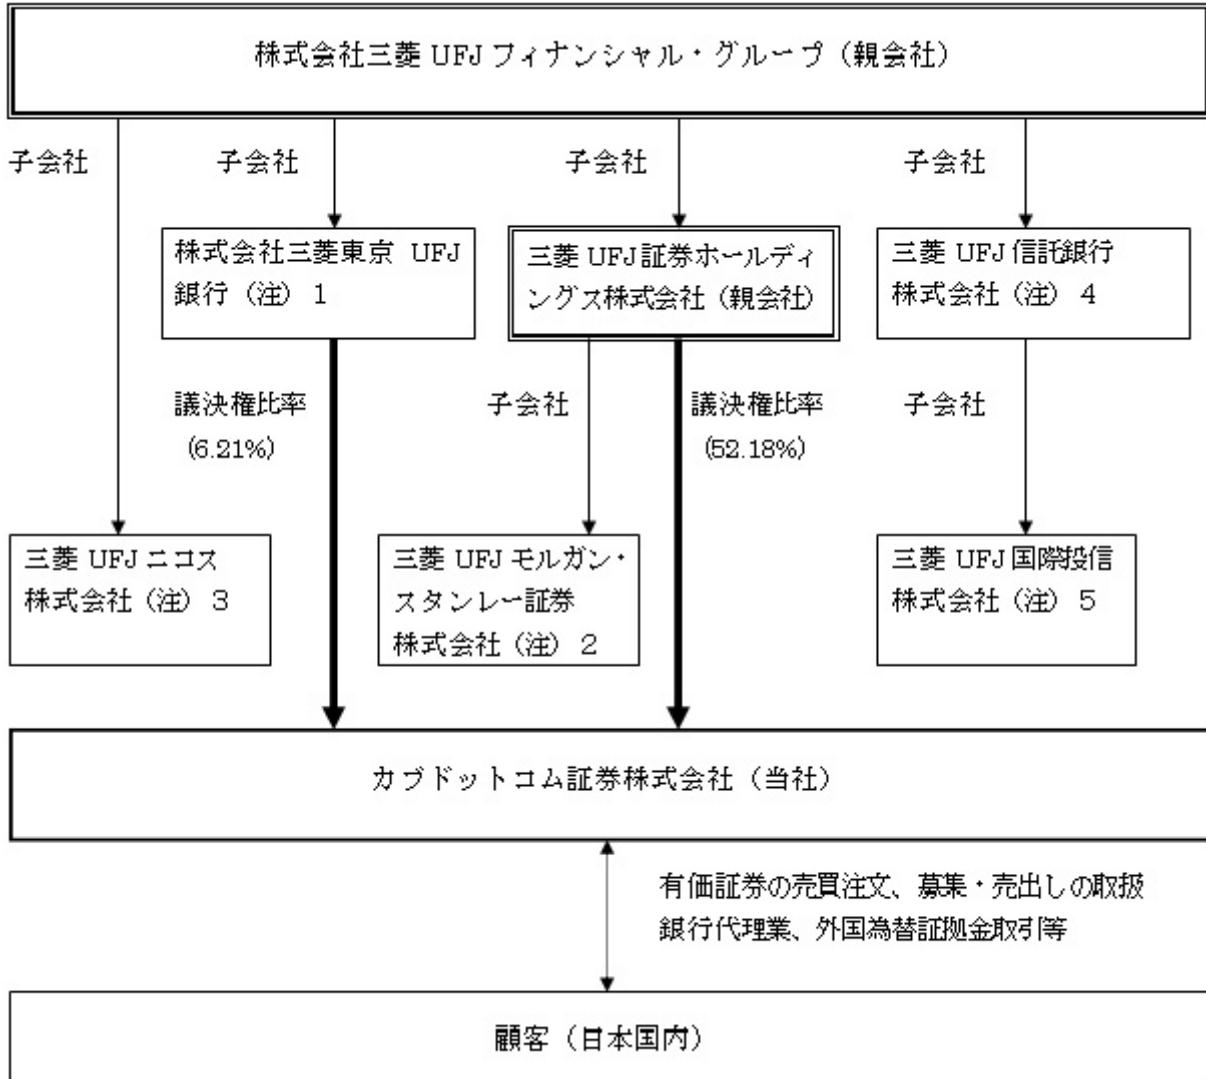 株式会社三菱 UFJ フィナンシャル・グループ（親会社）
子会社
子会社
子会社
子会社
株式会社三菱東京 UFJ
銀行（注）1
三菱 UFJ 証券ホールディ
ングス株式会社（親会社）
三菱 UFJ 信託銀行
株式会社（注）4
議決権比率
(6.21%)
子会社
議決権比率
(52.18%)
子会社
三菱 UFJ ニコス
株式会社（注）3
三菱 UFJ モルガン・
スタンレー証券
株式会社（注）2
三菱 UFJ 国際投信
株式会社（注）5
カブドットコム証券株式会社（当社）
有価証券の売買注文、募集・売出しの取扱
銀行代理業、外国為替証拠金取引等
顧客（日本国内）